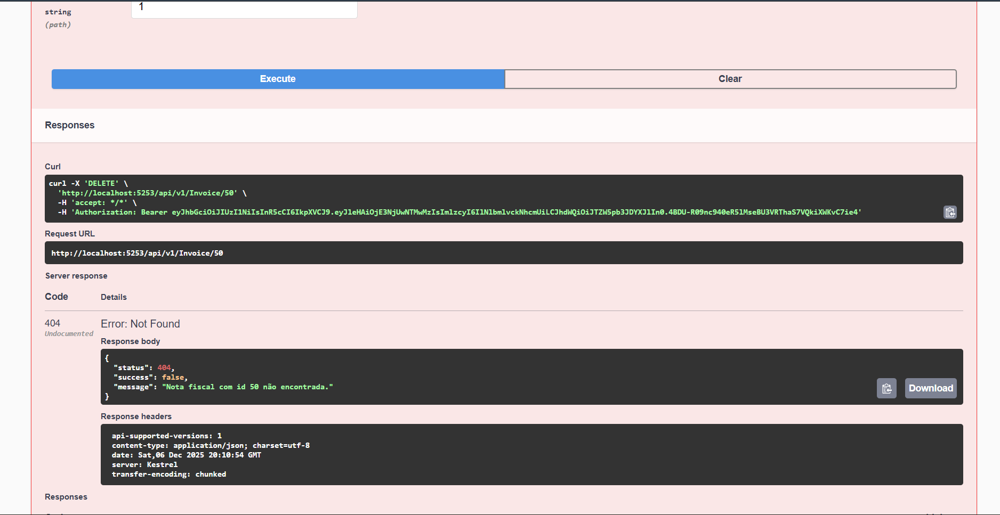 string
1
(path)
Execute
Clear
Responses
Curl
curl -X 'DELETE' \
'http://localhost:5253/api/v1/Invoice/50' \
-H 'accept: */*' \
-H 'Authorization: Bearer eyJhbGciOiJIUzI1NiIsInR5cCI6IkpXVCJ9.eyJleHAiOjE3NjUwNTMwMzIsImlzcyI6IlNlbmlvckNhcmUiLCJhdWQiOiJTZW5pb3JDYXJlIn0.4BDU-R09nc940eR5lMseBU3VRThaS7VQkiXWKvC7ie4'
Request URL
http://localhost:5253/api/v1/Invoice/50
Server response
Code
Details
404
Error: Not Found
Undocumented
Response body
{
"status": 404,
"success": false,
"message": "Nota fiscal com id 50 não encontrada."
}
Download
Response headers
api-supported-versions: 1
content-type: application/json; charset=utf-8
date: Sat,06 Dec 2025 20:10:54 GMT
server: Kestrel
transfer-encoding: chunked
Responses